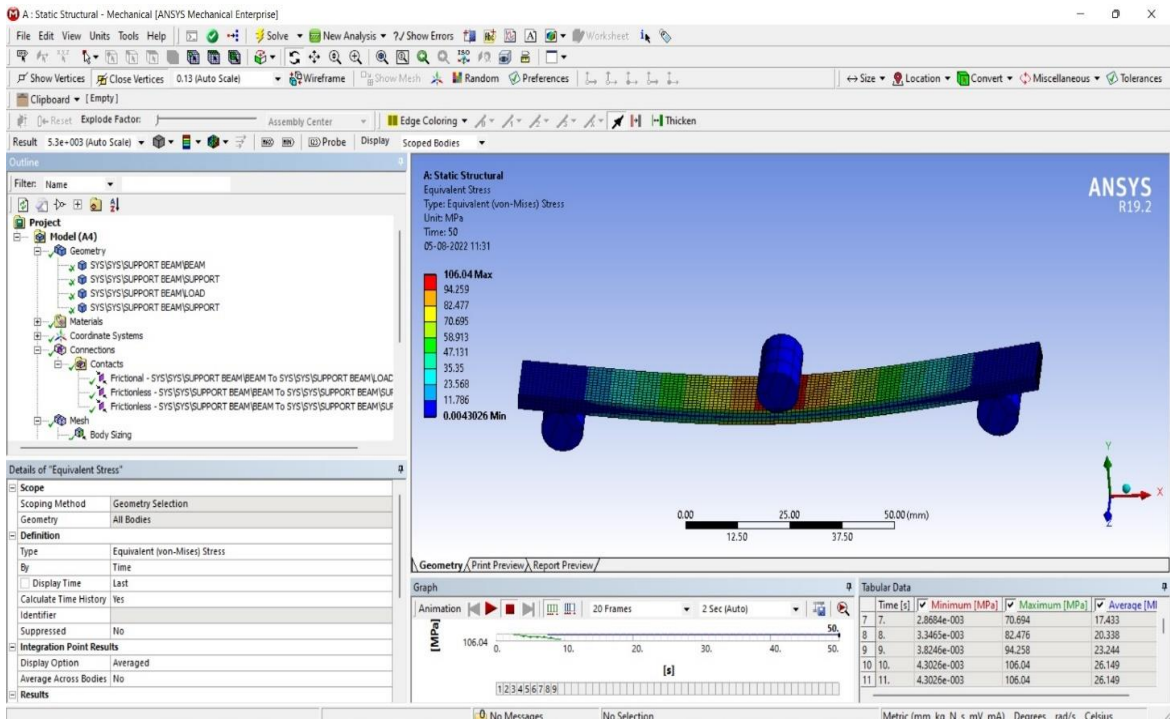 A : Static Structural - Mechanical [ANSYS Mechanical Enterprise]
File Edit View Units Tools Help Solve New Analysis ?/ Show Errors Worksheet
Show Vertices Close Vertices 0.13 (Auto Scale) Wireframe Show Mesh Random Preferences Size Location Convert Miscellaneous Tolerances
Clipboard [Empty]
Reset Explode Factor: Assembly Center Edge Coloring Thicken
Result 5.3e+003 (Auto Scale) Probe Display Scoped Bodies
Outline
Filter: Name
Project
Model (A4)
Geometry
SYS\SYS\SUPPORT BEAM\BEAM
SYS\SYS\SUPPORT BEAM\SUPPORT
SYS\SYS\SUPPORT BEAM\LOAD
SYS\SYS\SUPPORT BEAM\SUPPORT
Materials
Coordinate Systems
Connections
Contacts
Frictional - SYS\SYS\SUPPORT BEAM\BEAM To SYS\SYS\SUPPORT BEAM\LOAD
Frictionless - SYS\SYS\SUPPORT BEAM\BEAM To SYS\SYS\SUPPORT BEAM\SUF
Frictionless - SYS\SYS\SUPPORT BEAM\BEAM To SYS\SYS\SUPPORT BEAM\SUF
Mesh
Body Sizing
Details of "Equivalent Stress"
Scope
Scoping Method Geometry Selection
Geometry All Bodies
Definition
Type Equivalent (von-Mises) Stress
By Time
Display Time Last
Calculate Time History Yes
Identifier
Suppressed No
Integration Point Results
Display Option Averaged
Average Across Bodies No
Results
A: Static Structural
Equivalent Stress
Type: Equivalent (von-Mises) Stress
Unit: MPa
Time: 50
05-08-2022 11:31
106.04 Max
94.259
82.477
70.695
58.913
47.131
35.35
23.568
11.786
0.0043026 Min
ANSYS
R19.2
Y
X
Z
0.00 25.00 50.00 (mm)
12.50 37.50
Geometry Print Preview Report Preview
Graph
Animation 20 Frames 2 Sec (Auto)
[MPa]
50.
106.04
0. 10. 20. 30. 40. 50.
[s]
1 2 3 4 5 6 7 8 9
Tabular Data
Time [s] Minimum [MPa] Maximum [MPa] Average [M
7 7. 2.8684e-003 70.694 17.433
8 8. 3.3465e-003 82.476 20.338
9 9. 3.8246e-003 94.258 23.244
10 10. 4.3026e-003 106.04 26.149
11 11. 4.3026e-003 106.04 26.149
0 No Messages No Selection Metric (mm, kg, N, s, mV, mA) Degrees rad/s Celsius